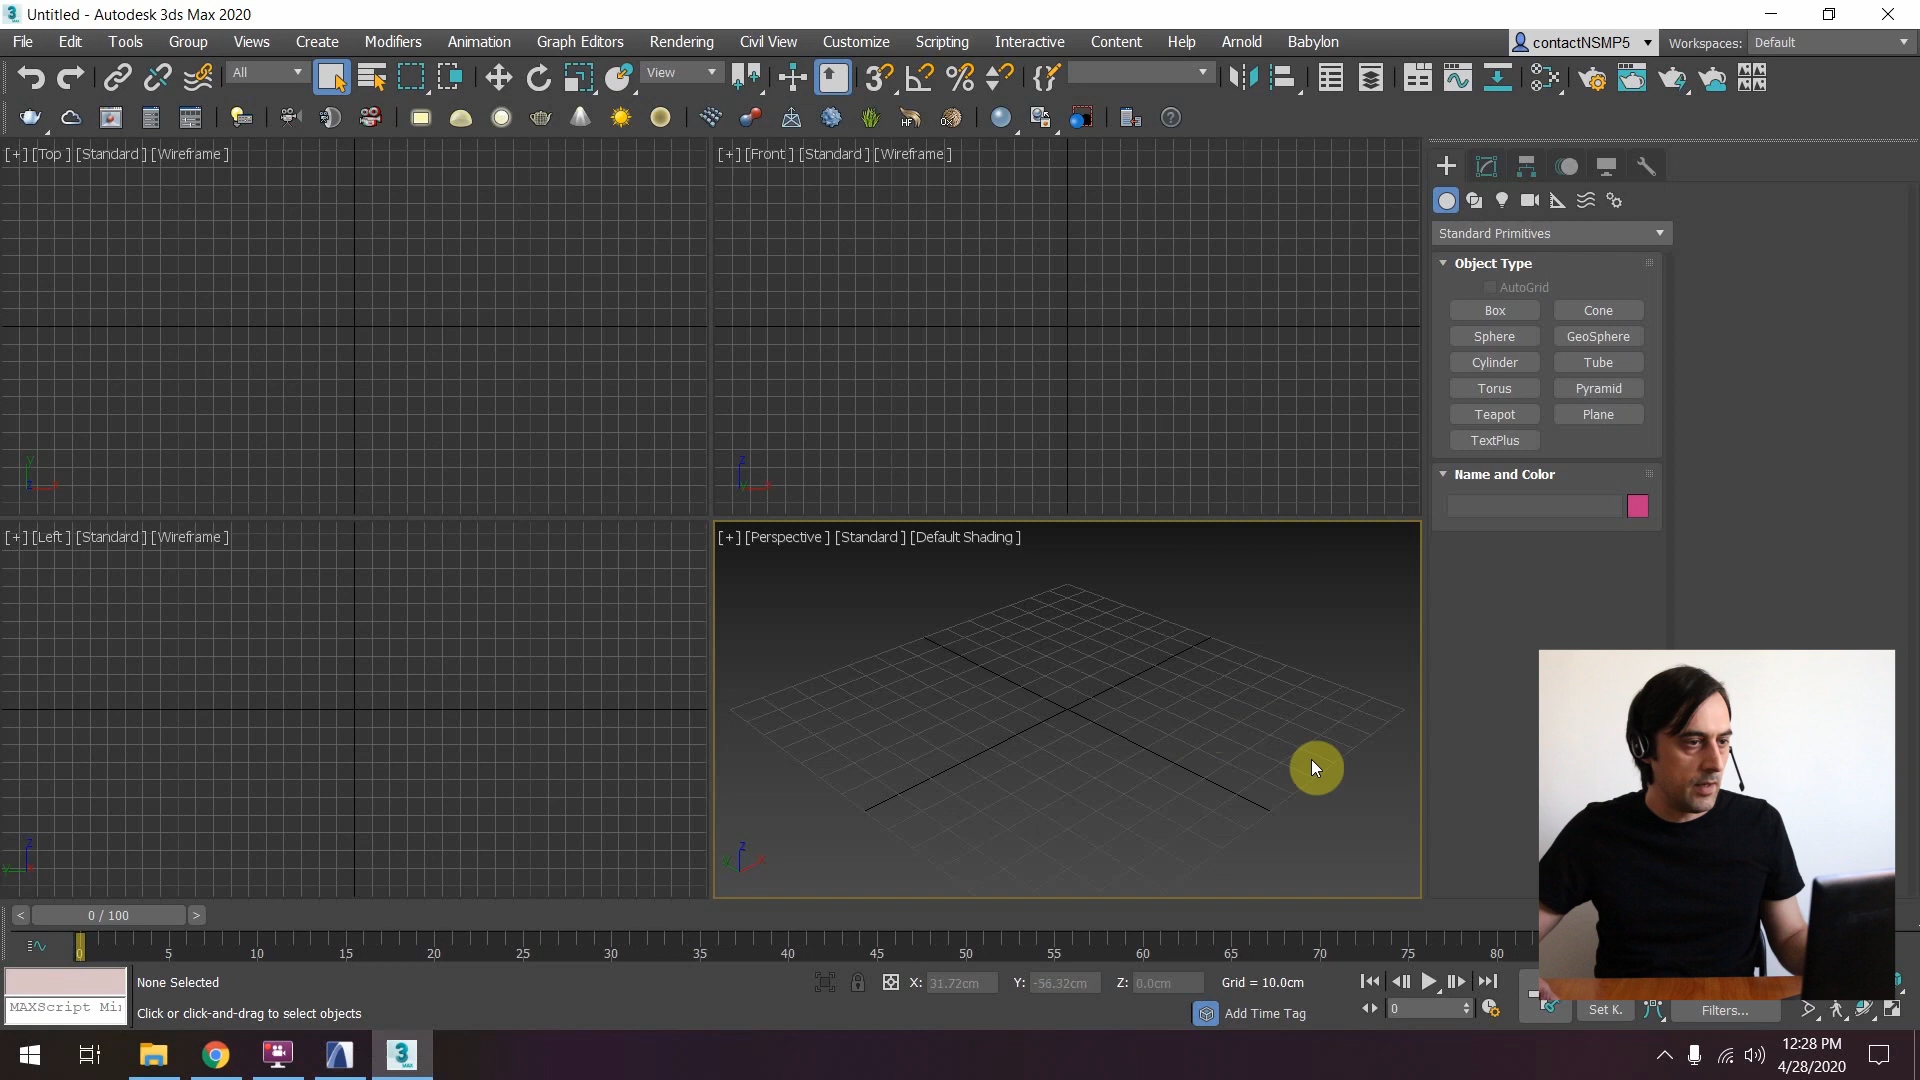 Untitled - Autodesk 3ds Max 2020
File Edit Tools Group Views Create Modifiers Animation Graph Editors Rendering Civil View Customize Scripting Interactive Content Help Arnold Babylon
contactNSMP5 Workspaces: Default
All View
[+] [Top ] [Standard ] [Wireframe ]
[+] [Front ] [Standard ] [Wireframe ]
Standard Primitives
Object Type
AutoGrid
Box Cone
Sphere GeoSphere
Cylinder Tube
Torus Pyramid
Teapot Plane
TextPlus
Name and Color
[+] [Left ] [Standard ] [Wireframe ]
[+] [Perspective ] [Standard ] [Default Shading ]
< 0 / 100 >
0 5 10 15 20 25 30 35 40 45 50 55 60 65 70 75 80
None Selected
X: 31.72cm Y: -56.32cm Z: 0.0cm Grid = 10.0cm
MAXScript Mi
Click or click-and-drag to select objects
Add Time Tag
0
Set K.
Filters...
12:28 PM
4/28/2020